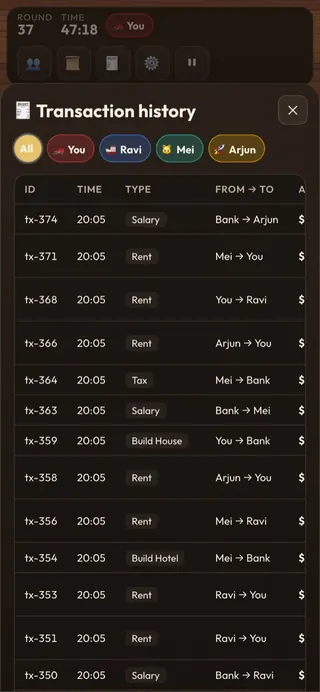 ROUND TIME
37 47:18 You
Transaction history
All You Ravi Mei Arjun
ID TIME TYPE FROM → TO A
tx-374 20:05 Salary Bank → Arjun $
tx-371 20:05 Rent Mei → You $
tx-368 20:05 Rent You → Ravi $
tx-366 20:05 Rent Arjun → You $
tx-364 20:05 Tax Mei → Bank $
tx-363 20:05 Salary Bank → Mei $
tx-359 20:05 Build House You → Bank $
tx-358 20:05 Rent Arjun → You $
tx-356 20:05 Rent Mei → Ravi $
tx-354 20:05 Build Hotel Mei → Bank $
tx-353 20:05 Rent Ravi → You $
tx-351 20:05 Rent Ravi → You $
tx-350 20:05 Salary Bank → Ravi $